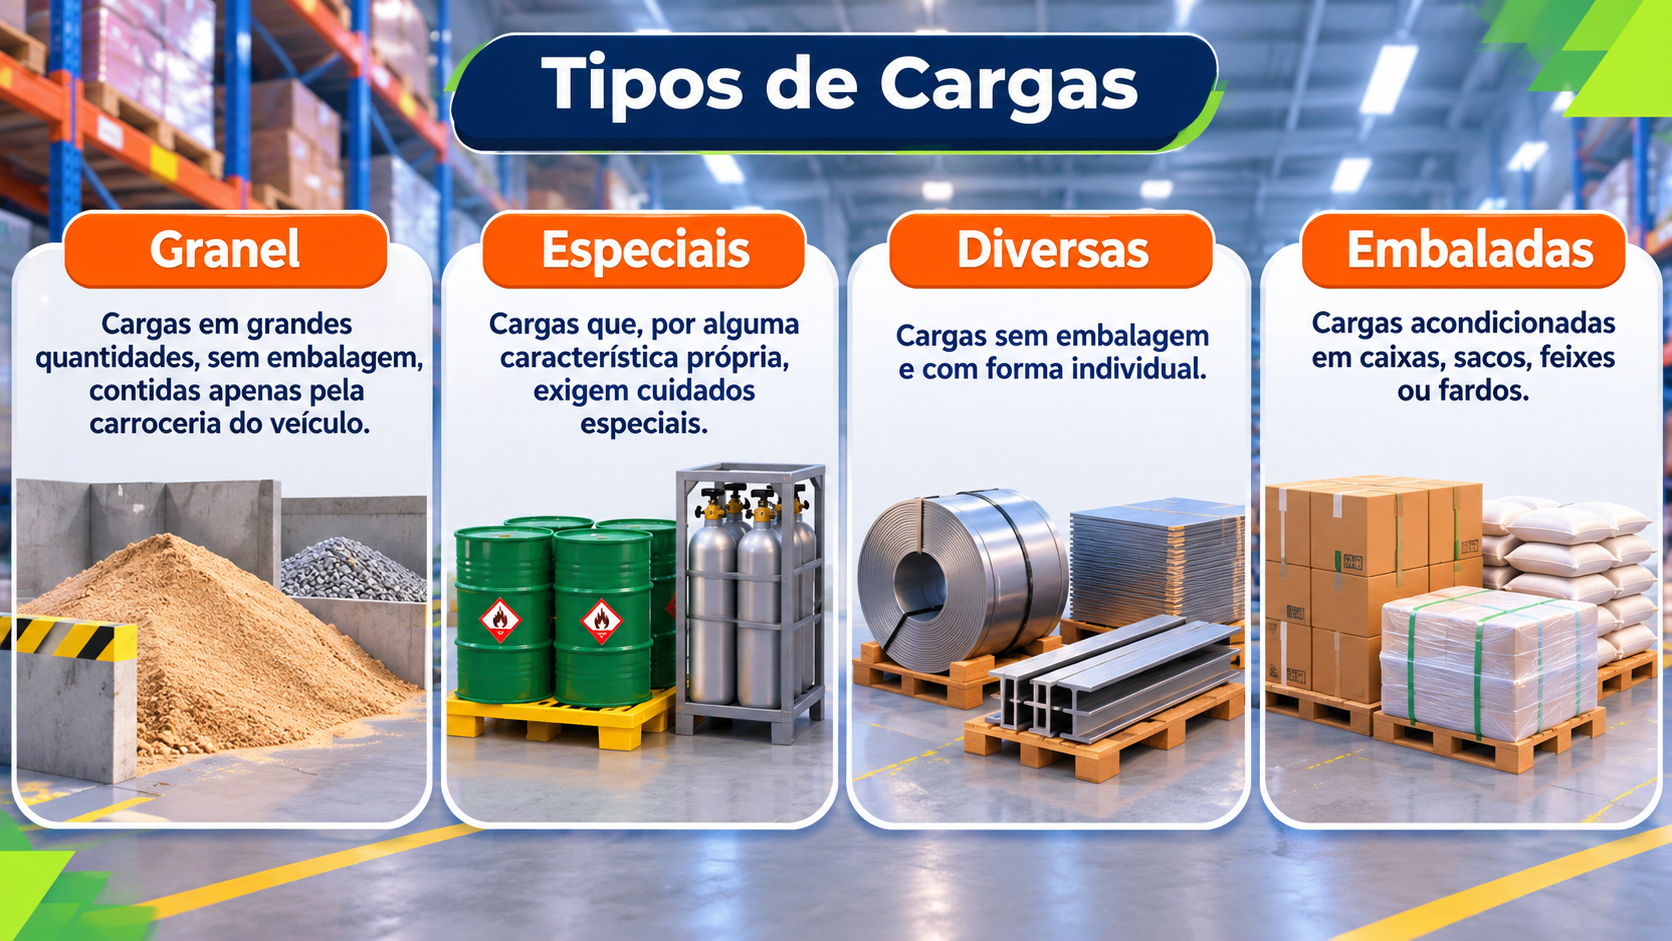 Tipos de Cargas
Granel
Cargas em grandes
quantidades, sem embalagem,
contidas apenas pela
carroceria do veículo.
Especiais
Cargas que, por alguma
característica própria,
exigem cuidados
especiais.
Diversas
Cargas sem embalagem
e com forma individual.
Embaladas
Cargas acondicionadas
em caixas, sacos, feixes
ou fardos.